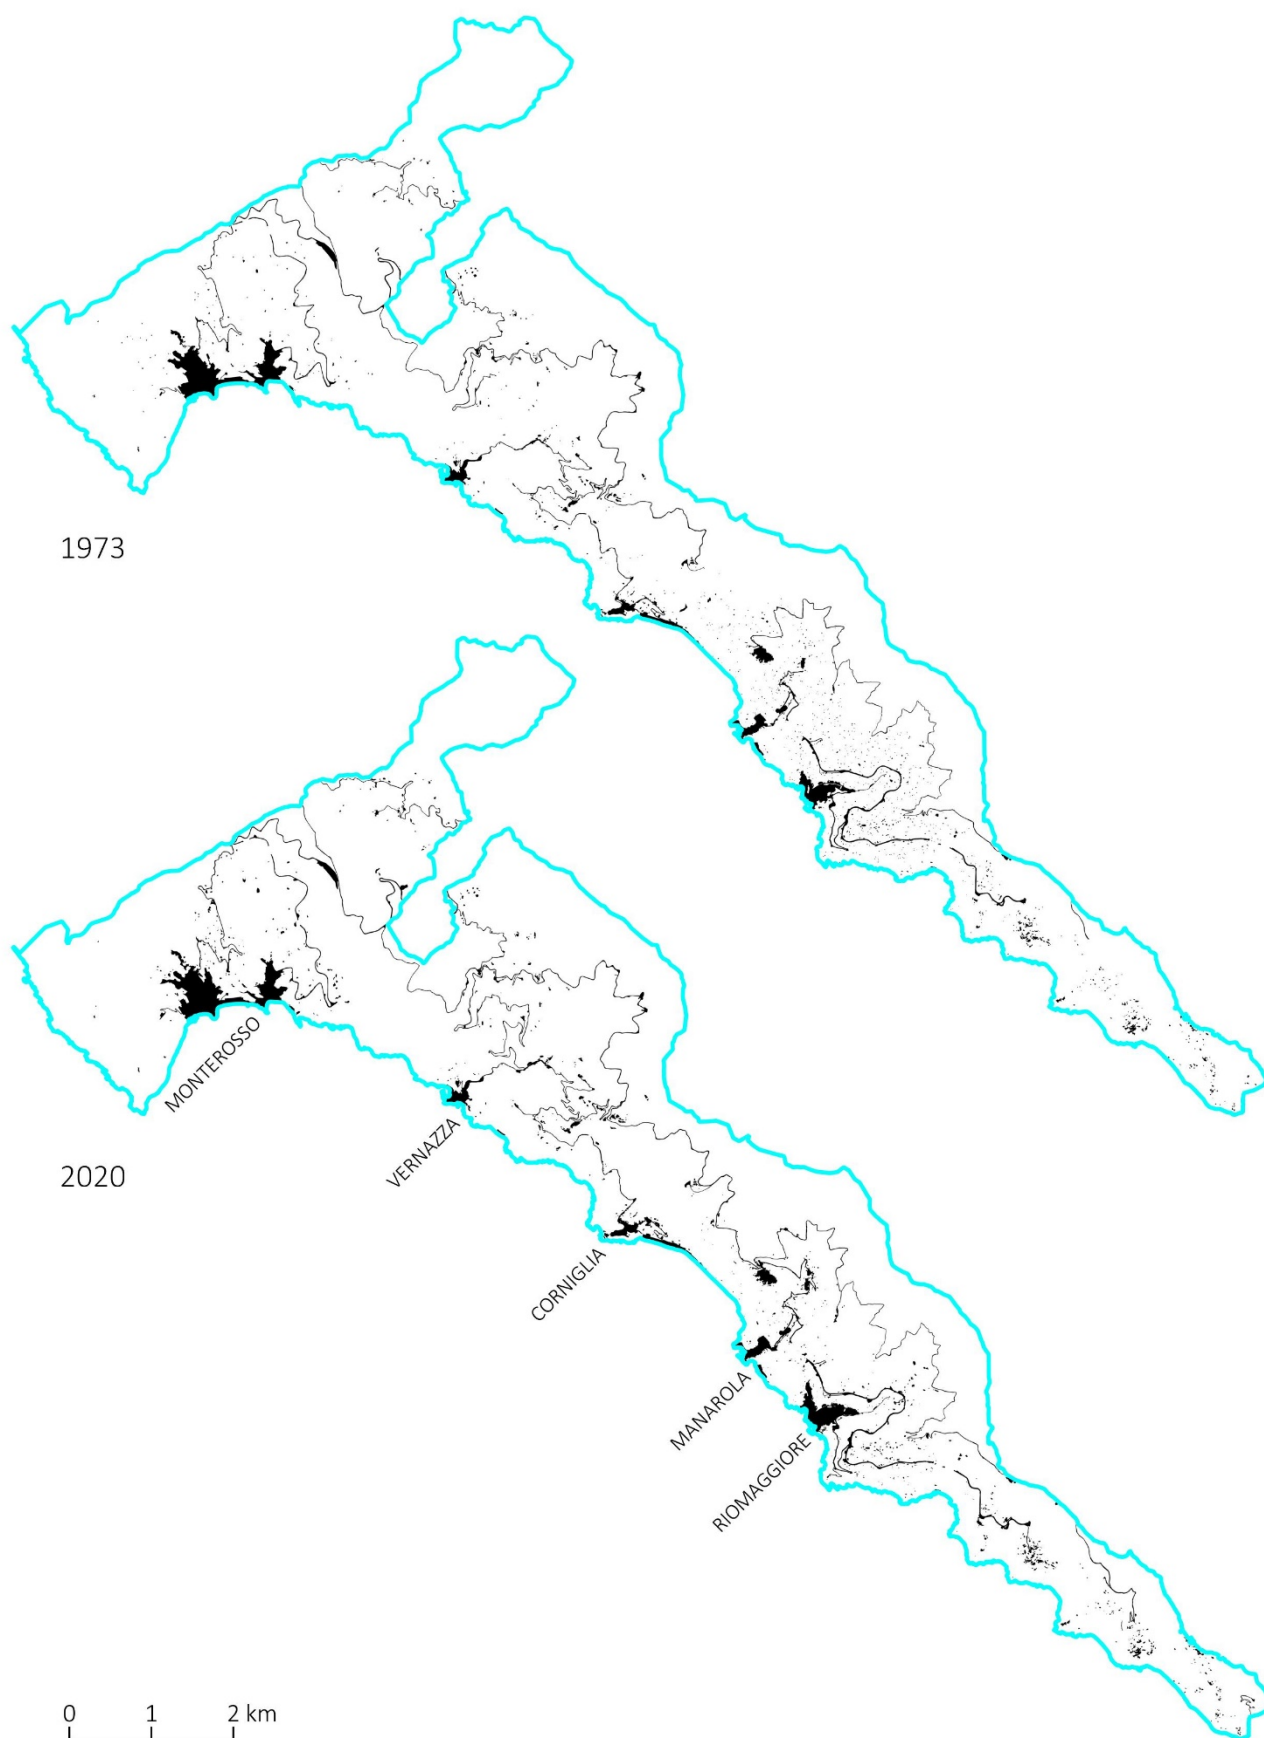 1973
MONTEROSSO
2020
VERNAZZA
CORNIGLIA
MANAROLA
RIOMAGGIORE
0 1 2 km